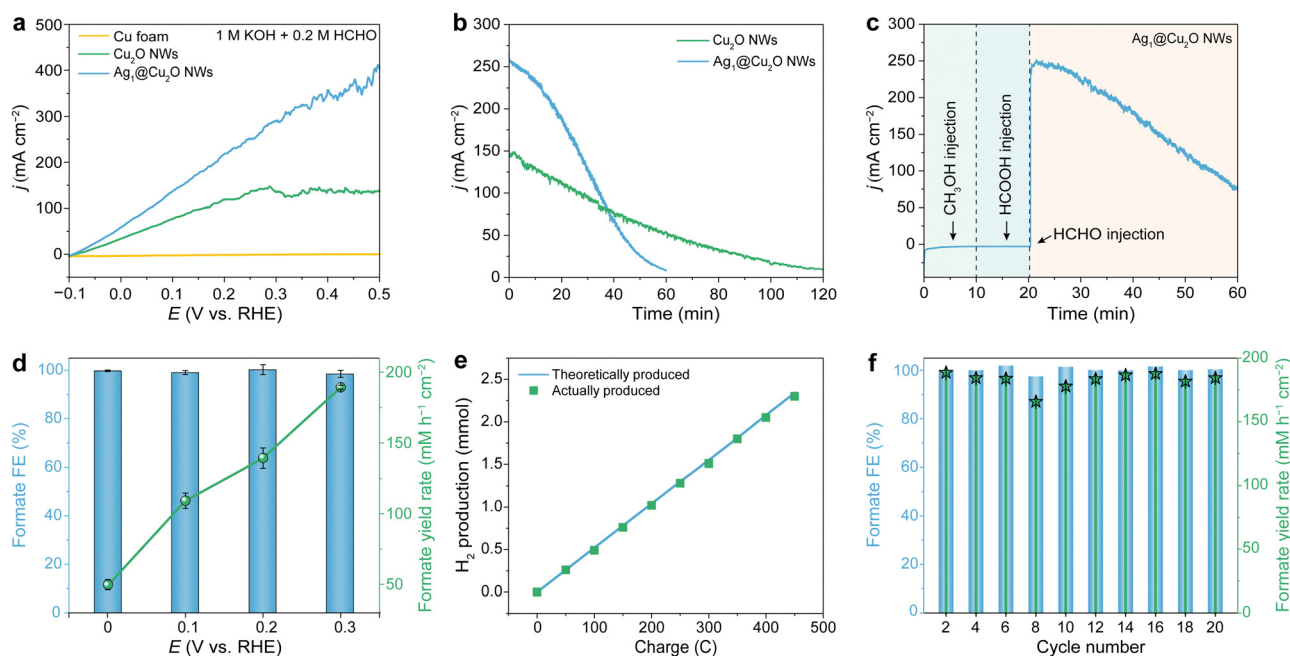 a
Cu foam
Cu₂O NWs
Ag₁@Cu₂O NWs
1 M KOH + 0.2 M HCHO
j (mA cm⁻²)
500
400
300
200
100
0
−0.1
0.0
0.1
0.2
0.3
0.4
0.5
E (V vs. RHE)
b
Cu₂O NWs
Ag₁@Cu₂O NWs
j (mA cm⁻²)
300
250
200
150
100
50
0
0
20
40
60
80
100
120
Time (min)
c
Ag₁@Cu₂O NWs
CH₃OH injection
HCOOH injection
HCHO injection
j (mA cm⁻²)
300
250
200
150
100
50
0
0
10
20
30
40
50
60
Time (min)
d
Formate FE (%)
100
80
60
40
20
0
0
0.1
0.2
0.3
E (V vs. RHE)
200
150
100
50
Formate yield rate (mM h⁻¹ cm⁻²)
e
Theoretically produced
Actually produced
H₂ production (mmol)
2.5
2.0
1.5
1.0
0.5
0.0
0
100
200
300
400
500
Charge (C)
f
Formate FE (%)
100
80
60
40
20
0
2
4
6
8
10
12
14
16
18
20
Cycle number
200
150
100
50
0
Formate yield rate (mM h⁻¹ cm⁻²)